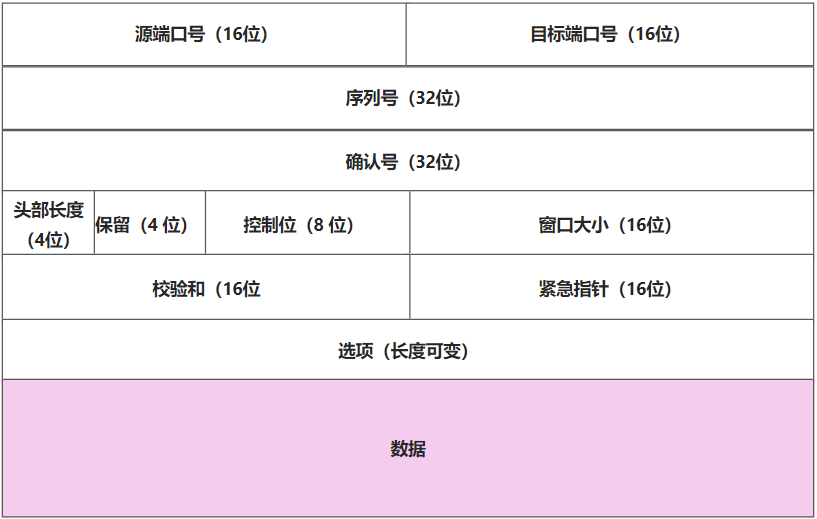 源端口号（16位）
目标端口号（16位）
序列号（32位）
确认号（32位）
头部长度
（4位）
保留（4 位）
控制位（8 位）
窗口大小（16位）
校验和（16位
紧急指针（16位）
选项（长度可变）
数据